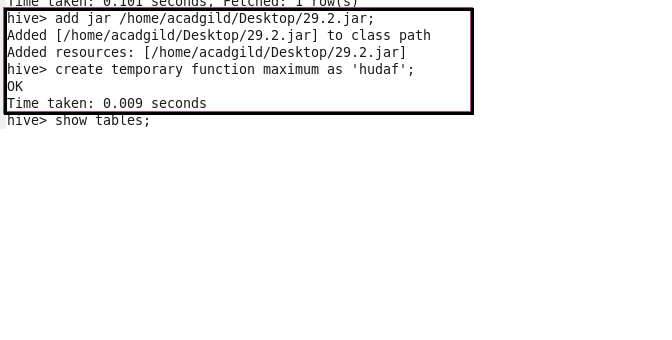 Time taken: 0.101 seconds, Fetched: 1 row(s)
hive> add jar /home/acadgild/Desktop/29.2.jar;
Added [/home/acadgild/Desktop/29.2.jar] to class path
Added resources: [/home/acadgild/Desktop/29.2.jar]
hive> create temporary function maximum as 'hudaf';
OK
Time taken: 0.009 seconds
hive> show tables;